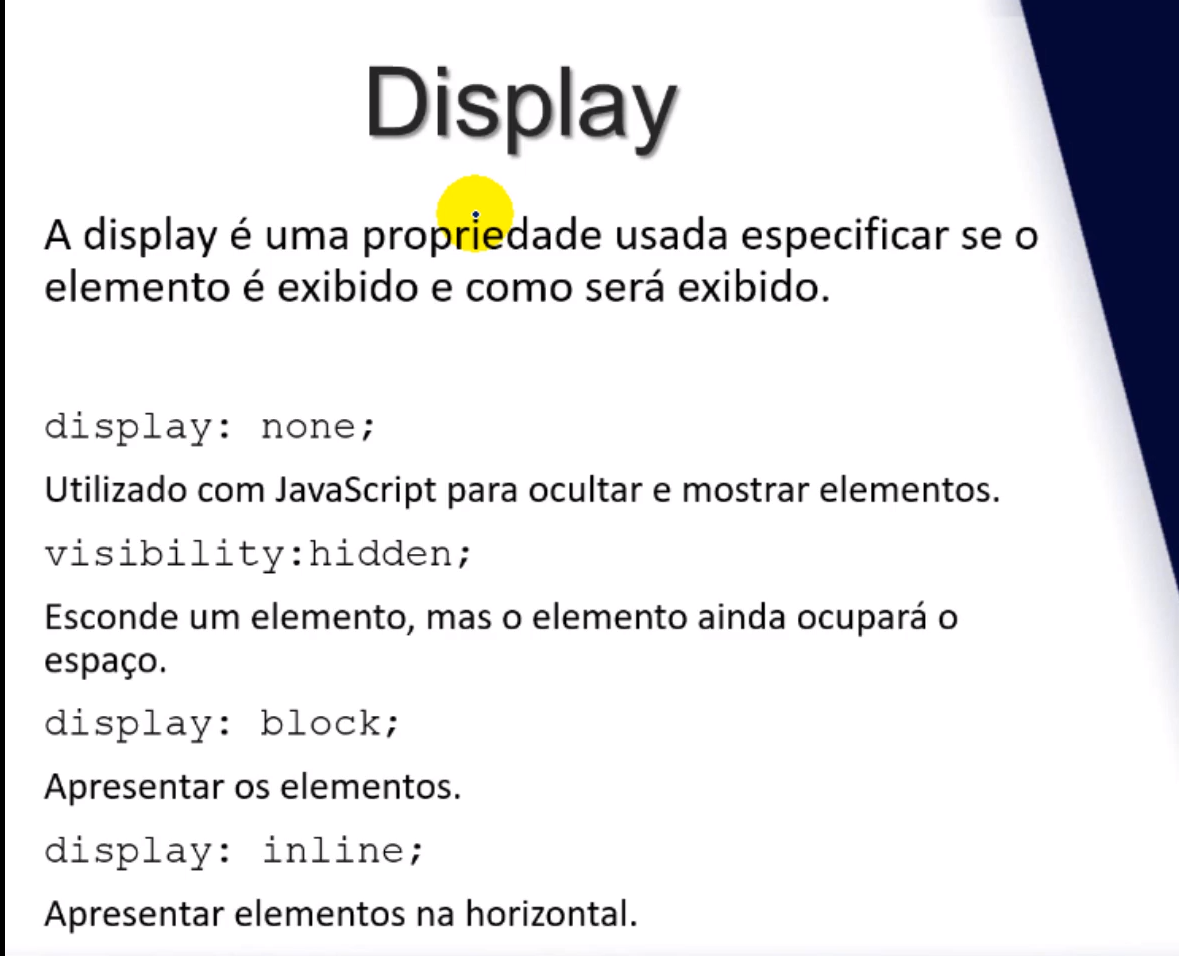 Display
A display é uma propriedade usada especificar se o
elemento é exibido e como será exibido.
display: none;
Utilizado com JavaScript para ocultar e mostrar elementos.
visibility:hidden;
Esconde um elemento, mas o elemento ainda ocupará o
espaço.
display: block;
Apresentar os elementos.
display: inline;
Apresentar elementos na horizontal.